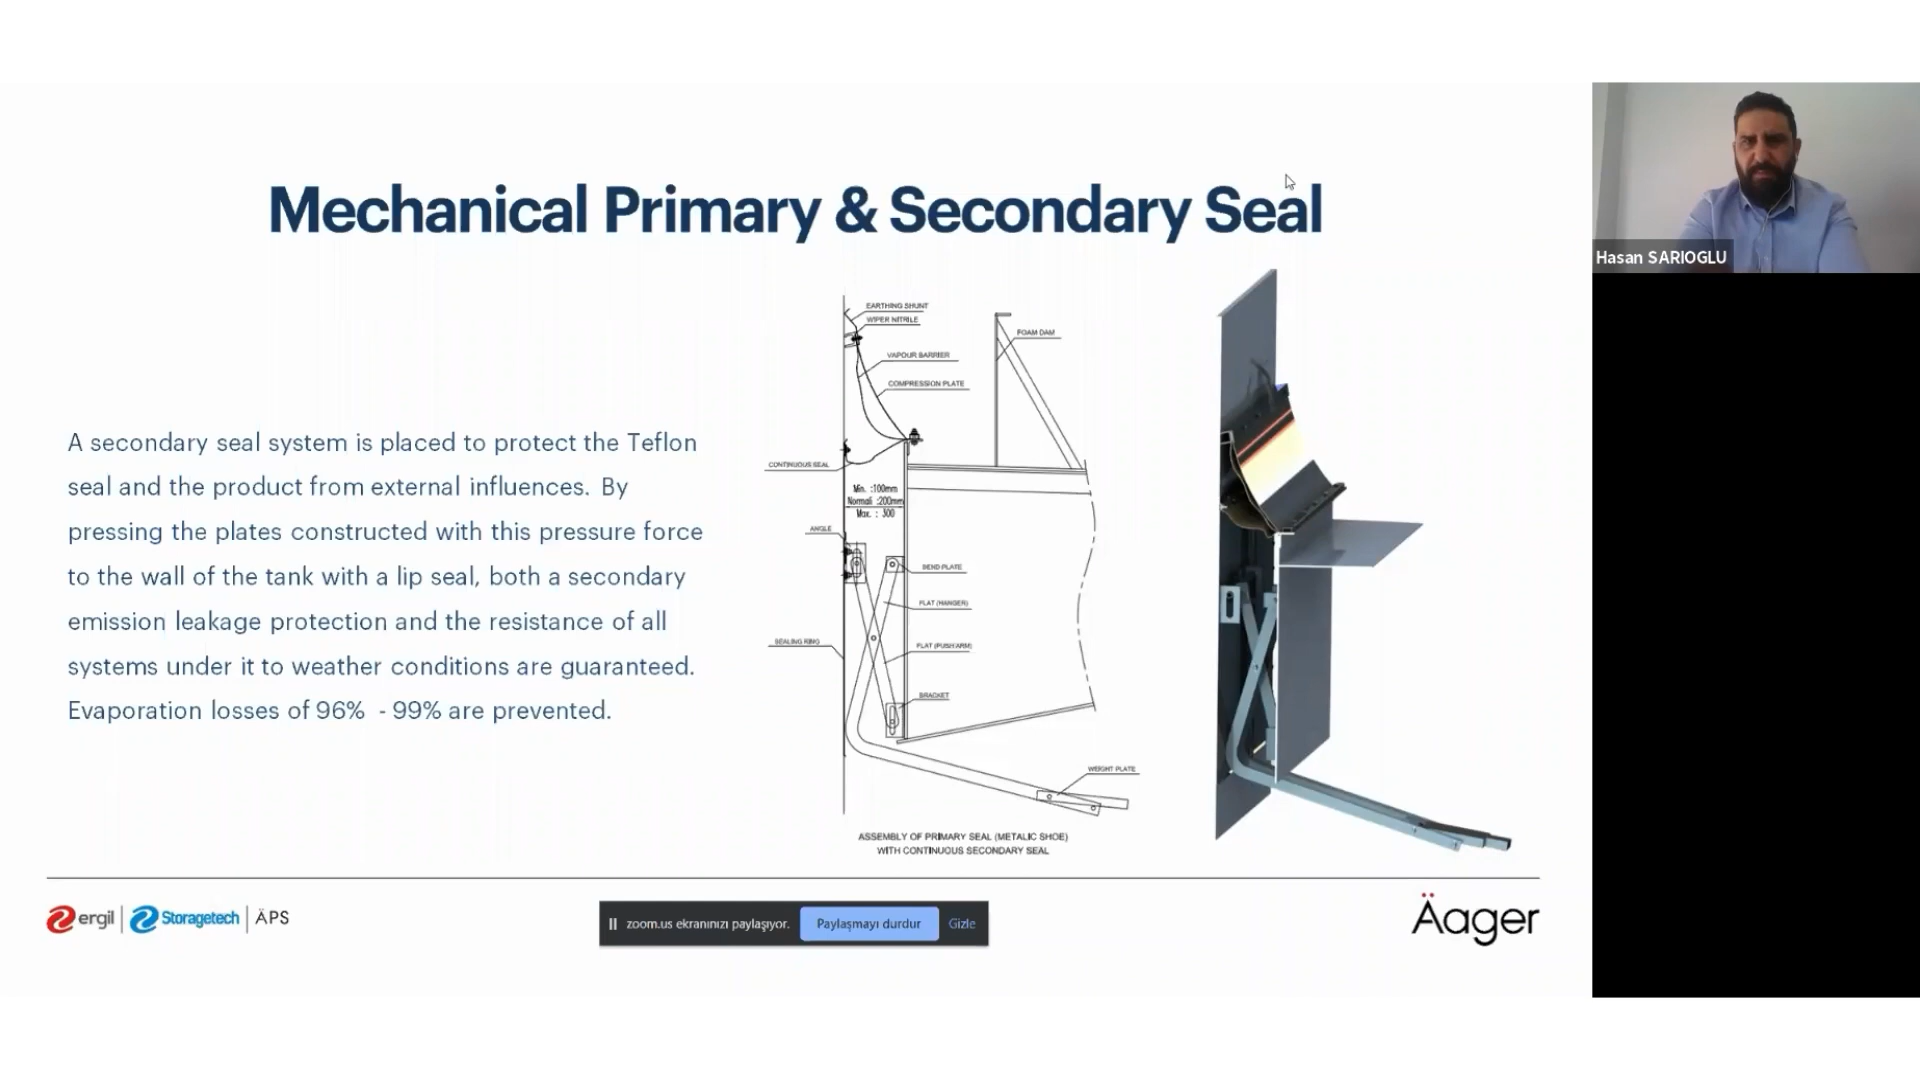 Mechanical Primary & Secondary Seal
Hasan SARIOGLU
A secondary seal system is placed to protect the Teflon
seal and the product from external influences. By
pressing the plates constructed with this pressure force
to the wall of the tank with a lip seal, both a secondary
emission leakage protection and the resistance of all
systems under it to weather conditions are guaranteed.
Evaporation losses of 96% - 99% are prevented.
EARTHING SHUNT
WIPER NITRILE
FOAM DAM
VAPOUR BARRIER
COMPRESSION PLATE
CONTINUOUS SEAL
Min. :100mm
Normali :200mm
Max. : 300
ANGLE
BEND PLATE
FLAT (HANGER)
SEALING RING
FLAT (PUSH ARM)
BRACKET
WEIGHT PLATE
ASSEMBLY OF PRIMARY SEAL (METALIC SHOE)
WITH CONTINUOUS SECONDARY SEAL
ergil | Storagetech | ÄPS
zoom.us ekranınızı paylaşıyor. Paylaşmayı durdur Gizle
Äager